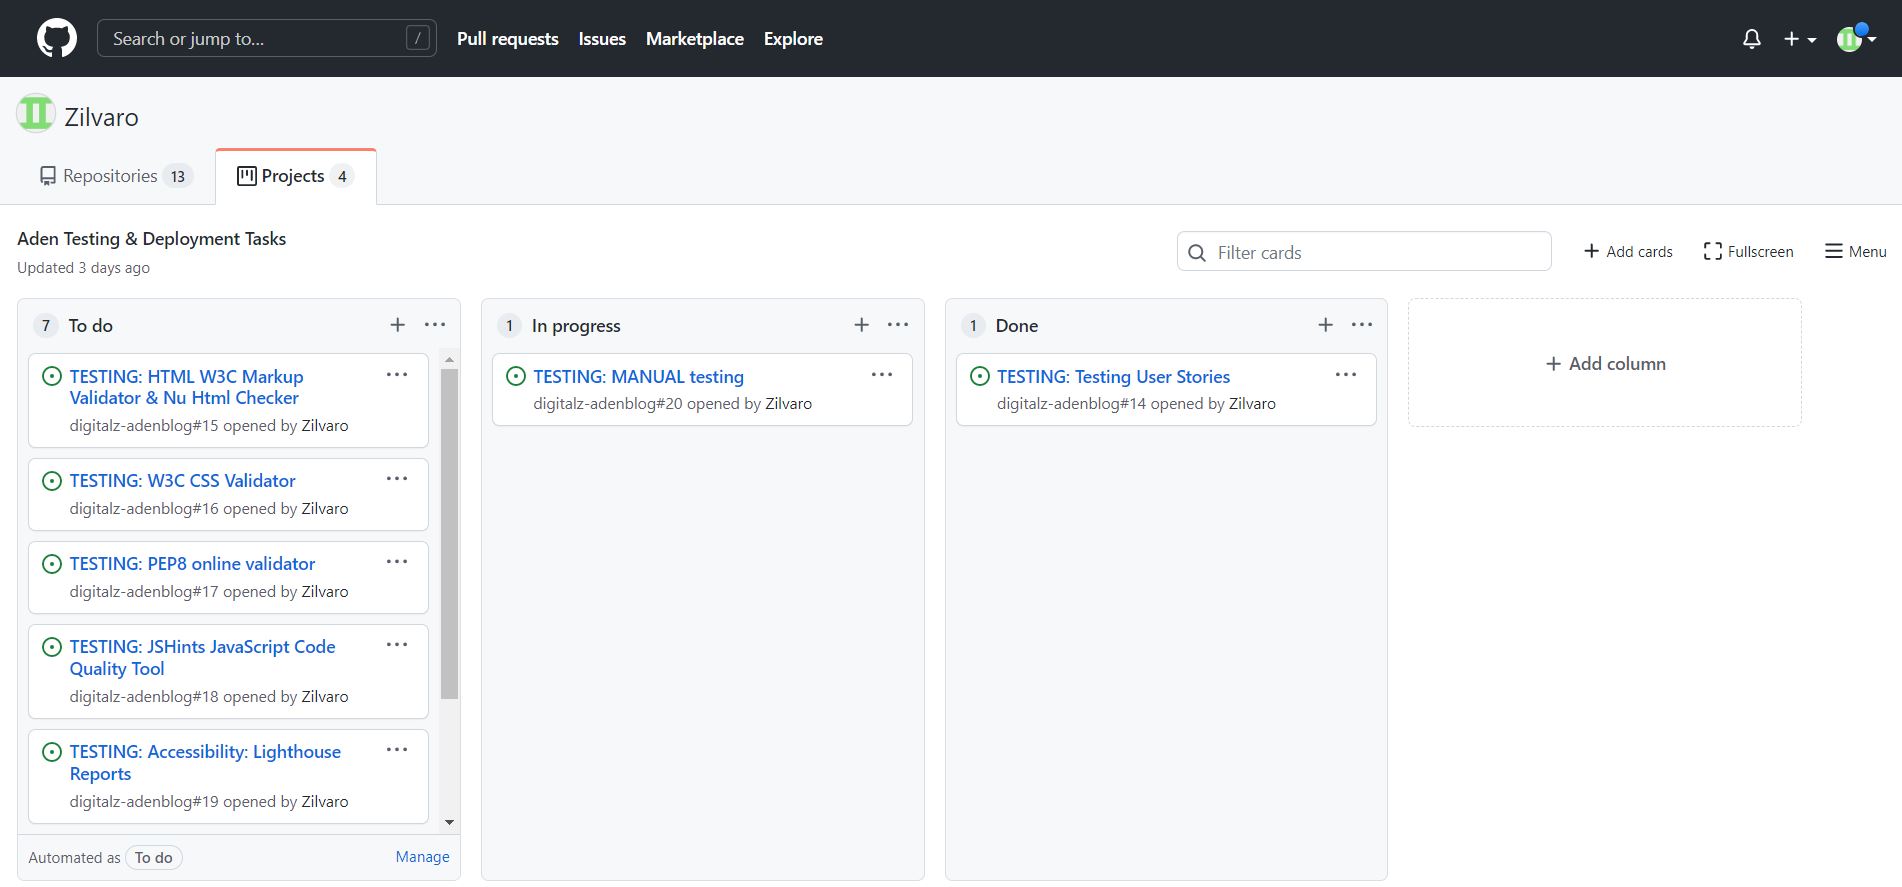 Search or jump to...
/
Pull requests
Issues
Marketplace
Explore
Zilvaro
Repositories 13
Projects 4
Aden Testing & Deployment Tasks
Updated 3 days ago
Filter cards
Add cards
Fullscreen
Menu
7 To do
TESTING: HTML W3C Markup
Validator & Nu Html Checker
digitalz-adenblog#15 opened by Zilvaro
TESTING: W3C CSS Validator
digitalz-adenblog#16 opened by Zilvaro
TESTING: PEP8 online validator
digitalz-adenblog#17 opened by Zilvaro
TESTING: JSHints JavaScript Code
Quality Tool
digitalz-adenblog#18 opened by Zilvaro
TESTING: Accessibility: Lighthouse
Reports
digitalz-adenblog#19 opened by Zilvaro
Automated as To do
Manage
1 In progress
TESTING: MANUAL testing
digitalz-adenblog#20 opened by Zilvaro
1 Done
TESTING: Testing User Stories
digitalz-adenblog#14 opened by Zilvaro
Add column